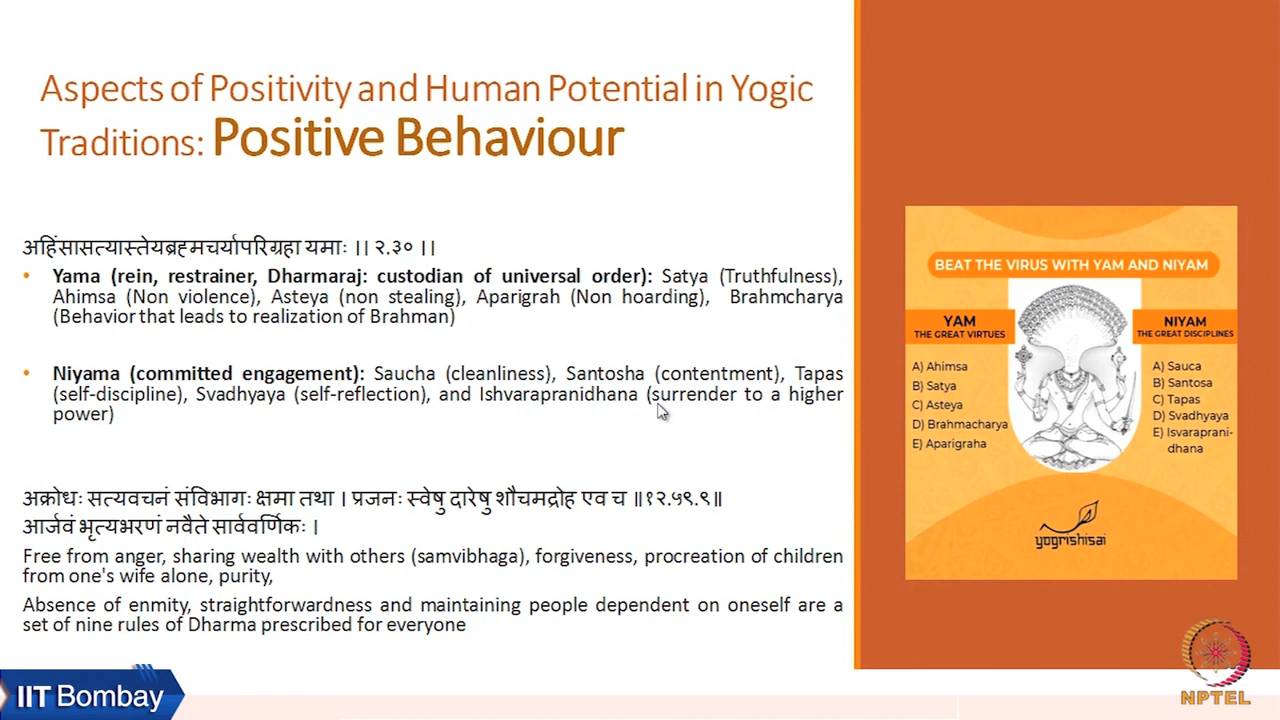 Aspects of Positivity and Human Potential in Yogic
Traditions: Positive Behaviour
अहिंसासत्यास्तेयब्रह्मचर्यापरिग्रहा यमाः ।। २.३० ।।
• Yama (rein, restrainer, Dharmaraj: custodian of universal order): Satya (Truthfulness),
Ahimsa (Non violence), Asteya (non stealing), Aparigrah (Non hoarding), Brahmcharya
(Behavior that leads to realization of Brahman)
• Niyama (committed engagement): Saucha (cleanliness), Santosha (contentment), Tapas
(self-discipline), Svadhyaya (self-reflection), and Ishvarapranidhana (surrender to a higher
power)
अक्रोधः सत्यवचनं संविभागः क्षमा तथा । प्रजनः स्वेषु दारेषु शौचमद्रोह एव च ॥१२.५९.९॥
आर्जवं भृत्यभरणं नवैते सार्ववर्णिकः ।
Free from anger, sharing wealth with others (samvibhaga), forgiveness, procreation of children
from one's wife alone, purity,
Absence of enmity, straightforwardness and maintaining people dependent on oneself are a
set of nine rules of Dharma prescribed for everyone
BEAT THE VIRUS WITH YAM AND NIYAM
YAM
THE GREAT VIRTUES
A) Ahimsa
B) Satya
C) Asteya
D) Brahmacharya
E) Aparigraha
NIYAM
THE GREAT DISCIPLINES
A) Sauca
B) Santosa
C) Tapas
D) Svadhyaya
E) Isvaraprani-
dhana
yogrishisai
IIT Bombay
NPTEL